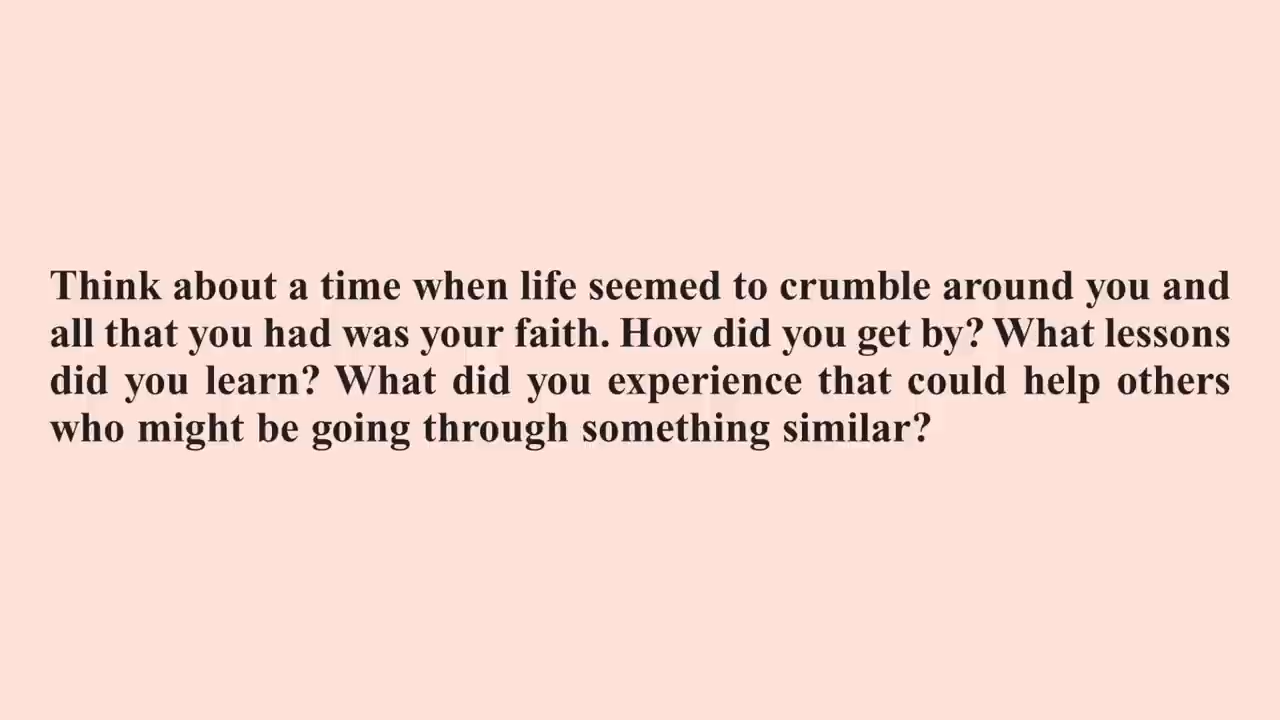 Think about a time when life seemed to crumble around you and
all that you had was your faith. How did you get by? What lessons
did you learn? What did you experience that could help others
who might be going through something similar?